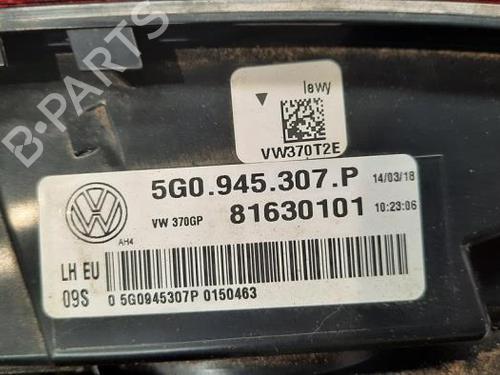 B-PARTS
lewy
VW370T2E
5G0.945.307.P 14/03/18
VW 370GP 81630101 10:23:06
AH4
LH EU
09S 0 5G0945307P 0150463